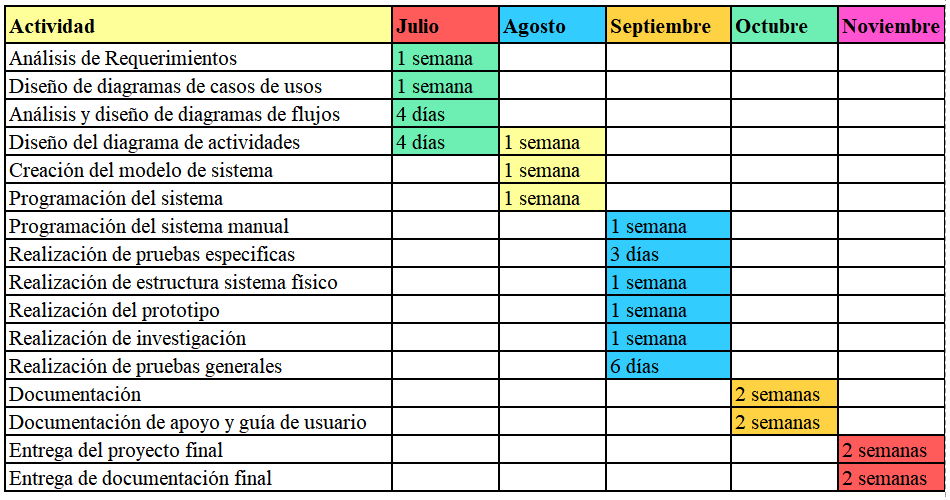 Actividad Julio Agosto Septiembre Octubre Noviembre
Análisis de Requerimientos 1 semana
Diseño de diagramas de casos de usos 1 semana
Análisis y diseño de diagramas de flujos 4 días
Diseño del diagrama de actividades 4 días 1 semana
Creación del modelo de sistema 1 semana
Programación del sistema 1 semana
Programación del sistema manual 1 semana
Realización de pruebas especificas 3 días
Realización de estructura sistema físico 1 semana
Realización del prototipo 1 semana
Realización de investigación 1 semana
Realización de pruebas generales 6 días
Documentación 2 semanas
Documentación de apoyo y guía de usuario 2 semanas
Entrega del proyecto final 2 semanas
Entrega de documentación final 2 semanas